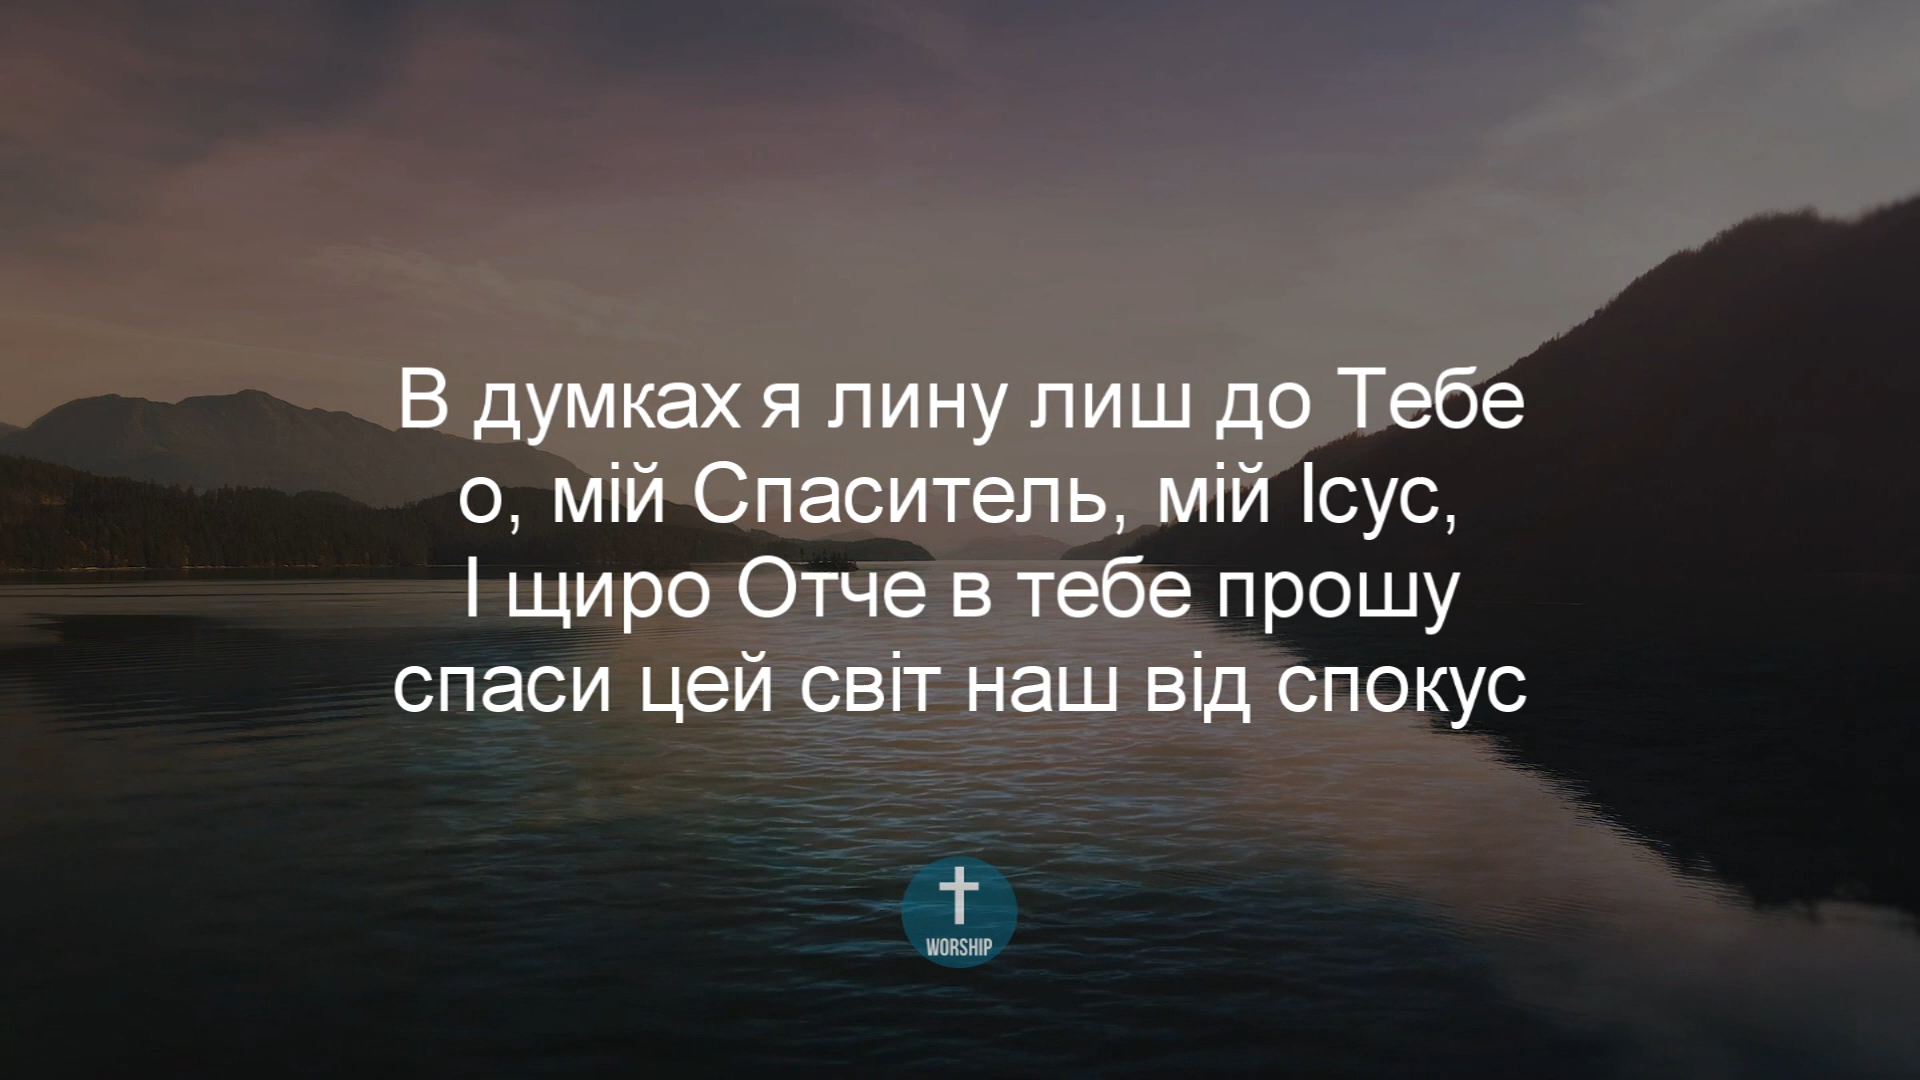 В думках я лину лиш до Тебе
о, мій Спаситель, мій Ісус,
І щиро Отче в тебе прошу
спаси цей світ наш від спокус
WORSHIP